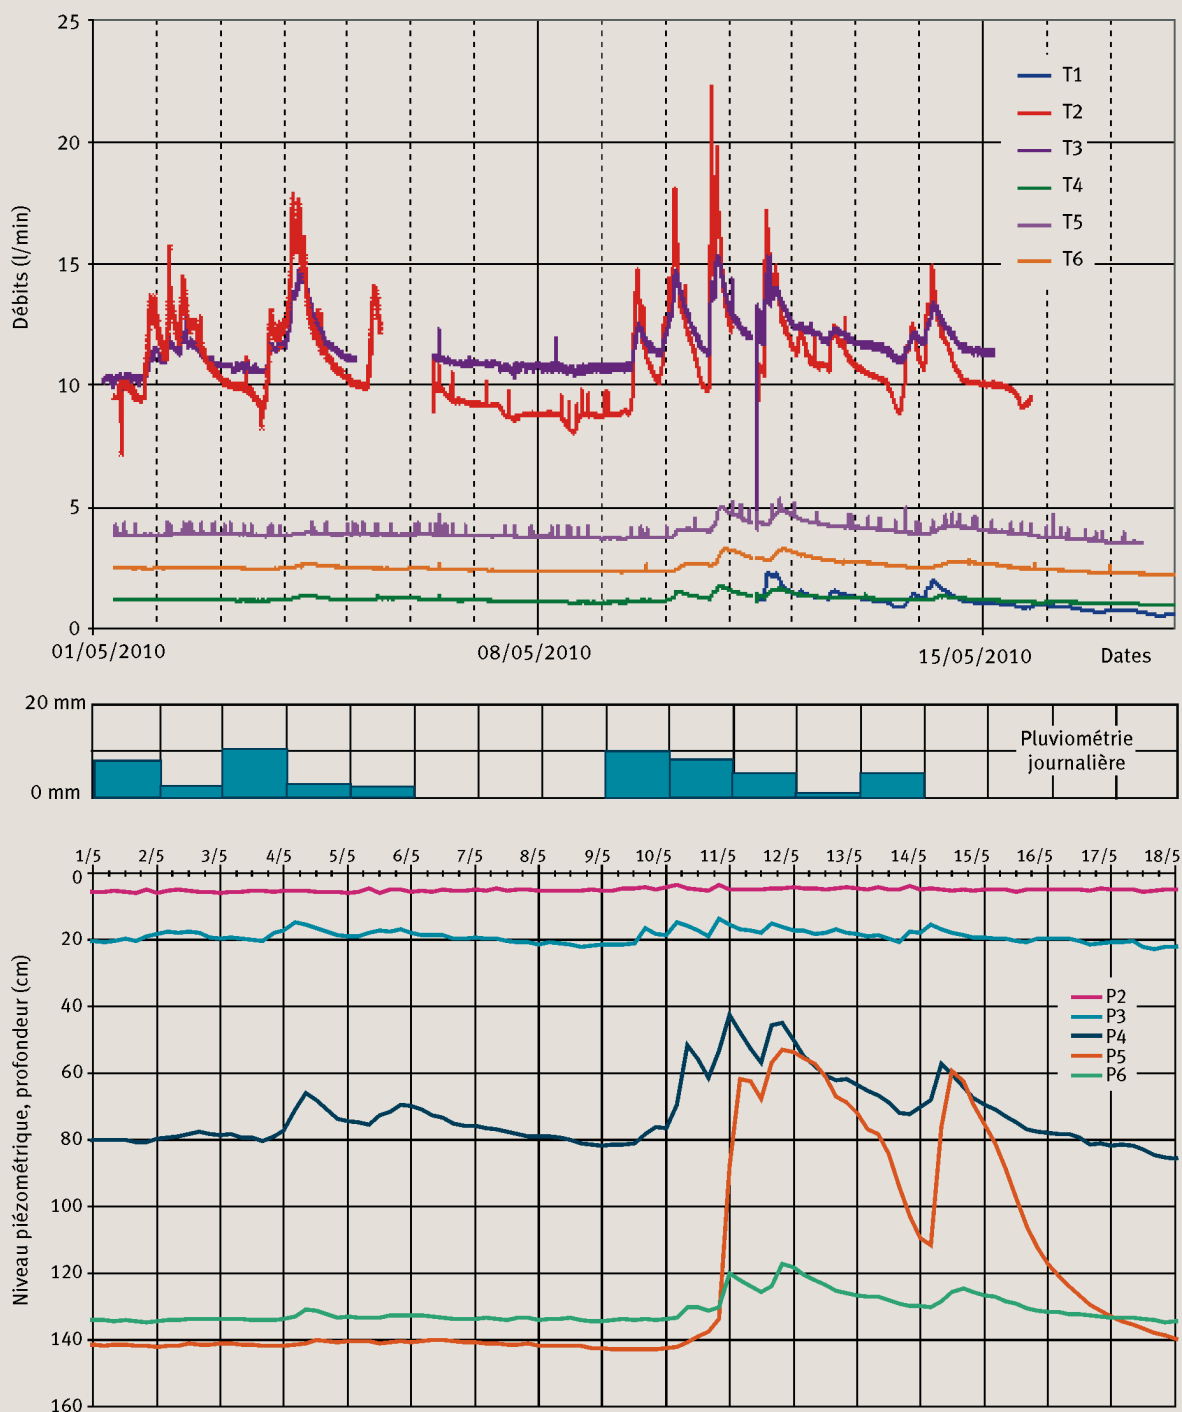 25
20
15
10
5
0
Débits (l/min)
T1
T2
T3
T4
T5
T6
01/05/2010
08/05/2010
15/05/2010
Dates
20 mm
0 mm
Pluviométrie
journalière
1/5 2/5 3/5 4/5 5/5 6/5 7/5 8/5 9/5 10/5 11/5 12/5 13/5 14/5 15/5 16/5 17/5 18/5
0
20
40
60
80
100
120
140
160
Niveau piézométrique, profondeur (cm)
P2
P3
P4
P5
P6